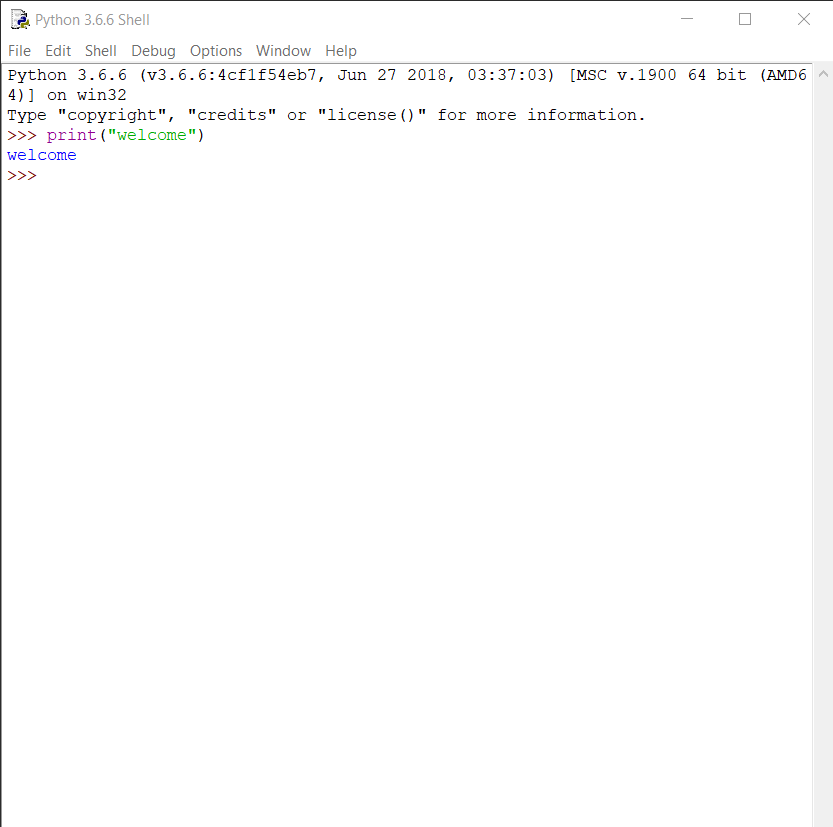 Python 3.6.6 Shell
File Edit Shell Debug Options Window Help
Python 3.6.6 (v3.6.6:4cf1f54eb7, Jun 27 2018, 03:37:03) [MSC v.1900 64 bit (AMD6
4)] on win32
Type "copyright", "credits" or "license()" for more information.
>>> print("welcome")
welcome
>>>